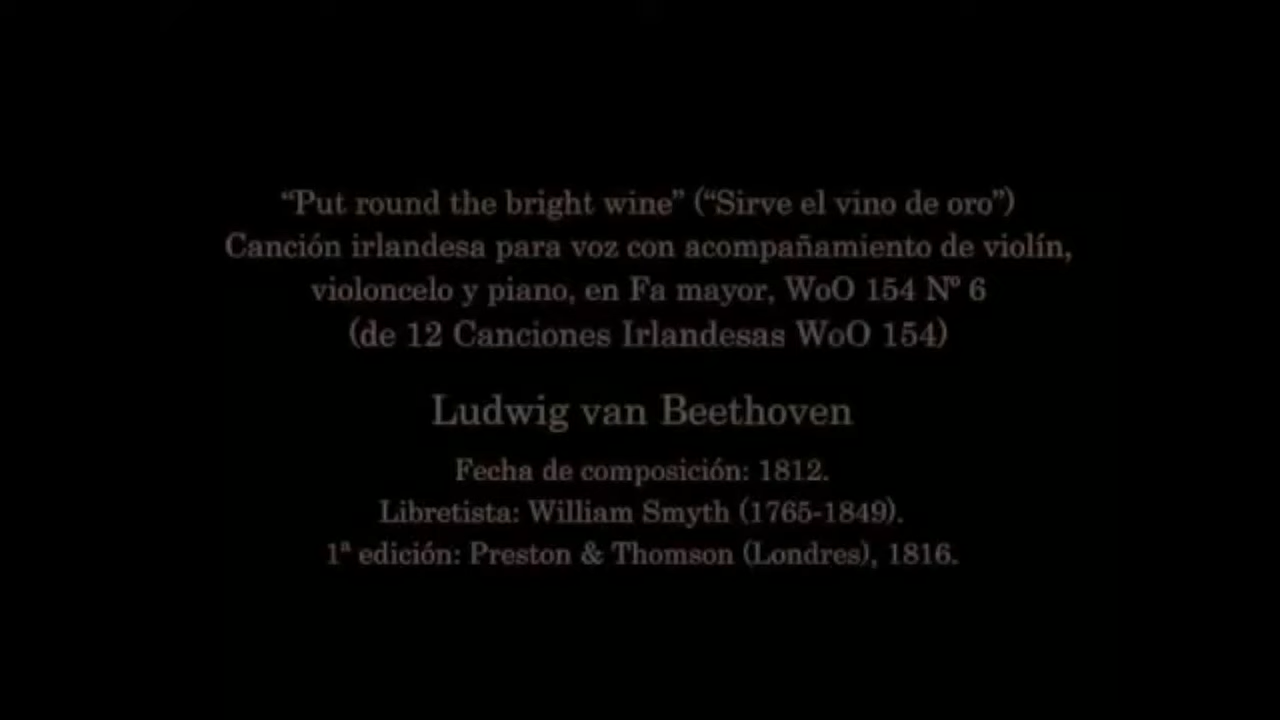 “Put round the bright wine” (“Sirve el vino de oro”)
Canción irlandesa para voz con acompañamiento de violín,
violoncelo y piano, en Fa mayor, WoO 154 Nº 6
(de 12 Canciones Irlandesas WoO 154)
Ludwig van Beethoven
Fecha de composición: 1812.
Libretista: William Smyth (1765-1849).
1ª edición: Preston & Thomson (Londres), 1816.